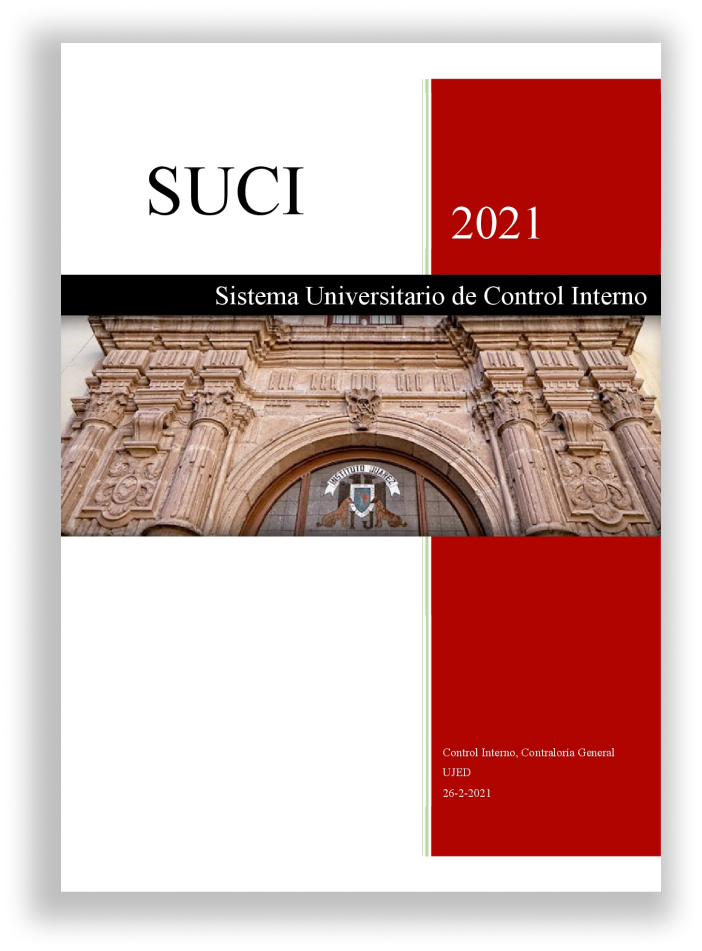 SUCI
2021
Sistema Universitario de Control Interno
INSTITUTO JUAREZ
Control Interno, Contraloría General
UJED
26-2-2021